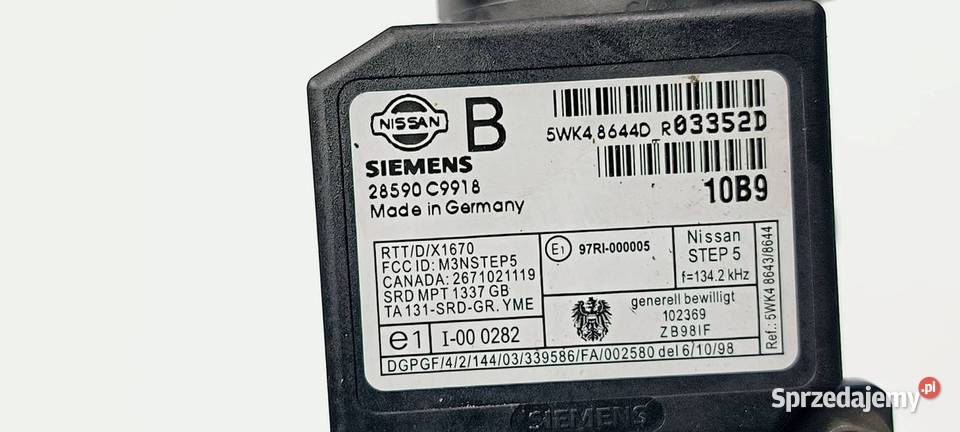 NISSAN
B
5WK4 8644D_R03352D
SIEMENS
28590 C9918
Made in Germany
10B9
RTT/D/X1670
FCC ID: M3NSTEP5
CANADA: 2671021119
SRD MPT 1337 GB
TA 131-SRD-GR. YME
e1
I-00 0282
E1
97RI-000005
Nissan
STEP 5
f=134.2 kHz
generell bewilligt
102369
ZB98IF
Ref.: 5WK4 8643/8644
DGPGF/4/2/144/03/339586/FA/002580 del 6/10/98
SIEMENS
Sprzedajemy.pl